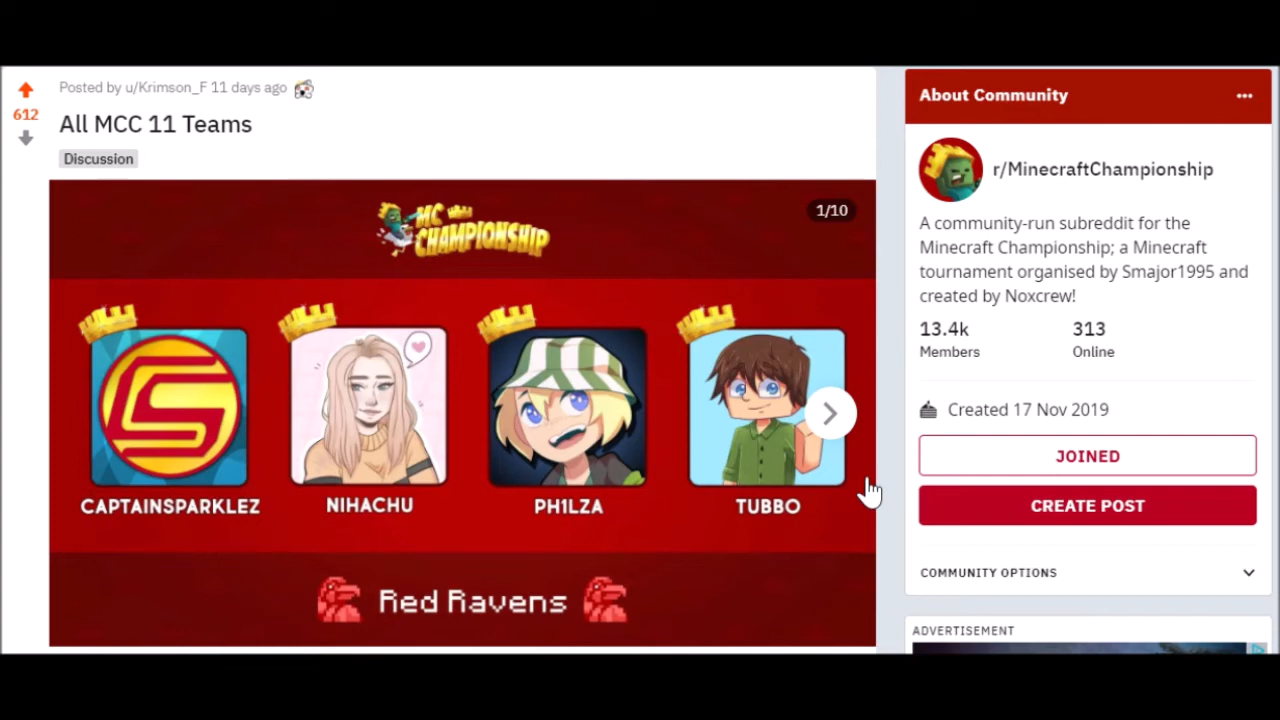 Posted by u/Krimson_F 11 days ago
612
All MCC 11 Teams
Discussion
MC
CHAMPIONSHIP
1/10
CAPTAINSPARKLEZ
NIHACHU
PH1LZA
TUBBO
Red Ravens
About Community
r/MinecraftChampionship
A community-run subreddit for the
Minecraft Championship; a Minecraft
tournament organised by Smajor1995 and
created by Noxcrew!
13.4k 313
Members Online
Created 17 Nov 2019
JOINED
CREATE POST
COMMUNITY OPTIONS
ADVERTISEMENT